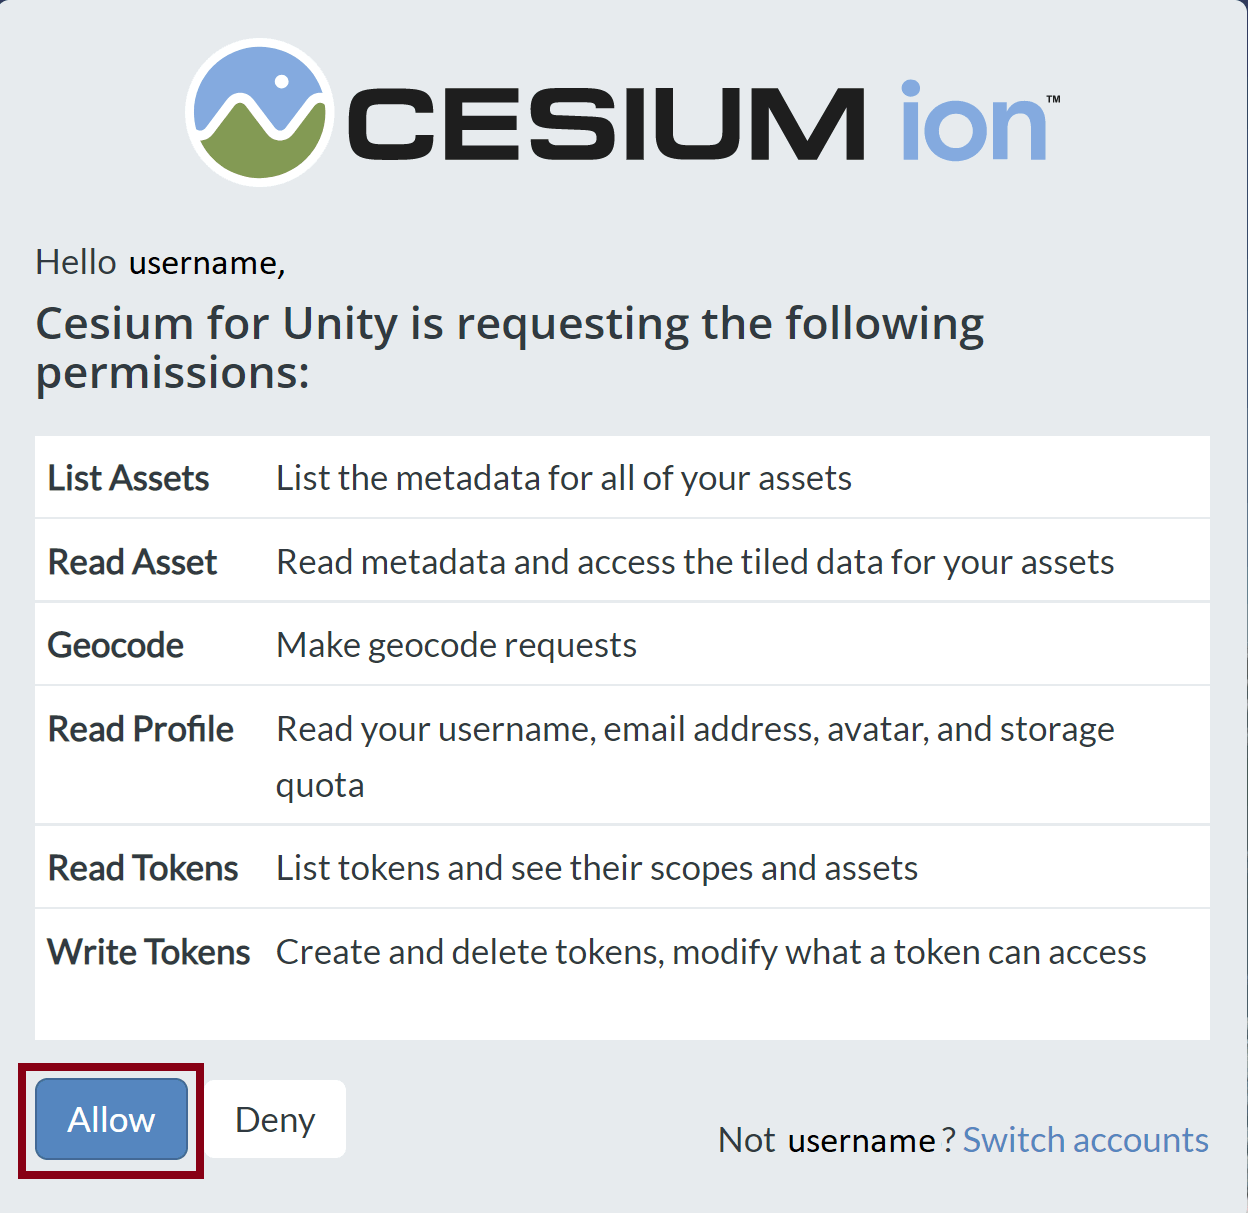 CESIUM ion™
Hello username,
Cesium for Unity is requesting the following
permissions:
List Assets List the metadata for all of your assets
Read Asset Read metadata and access the tiled data for your assets
Geocode Make geocode requests
Read Profile Read your username, email address, avatar, and storage
quota
Read Tokens List tokens and see their scopes and assets
Write Tokens Create and delete tokens, modify what a token can access
Allow Deny
Not username? Switch accounts